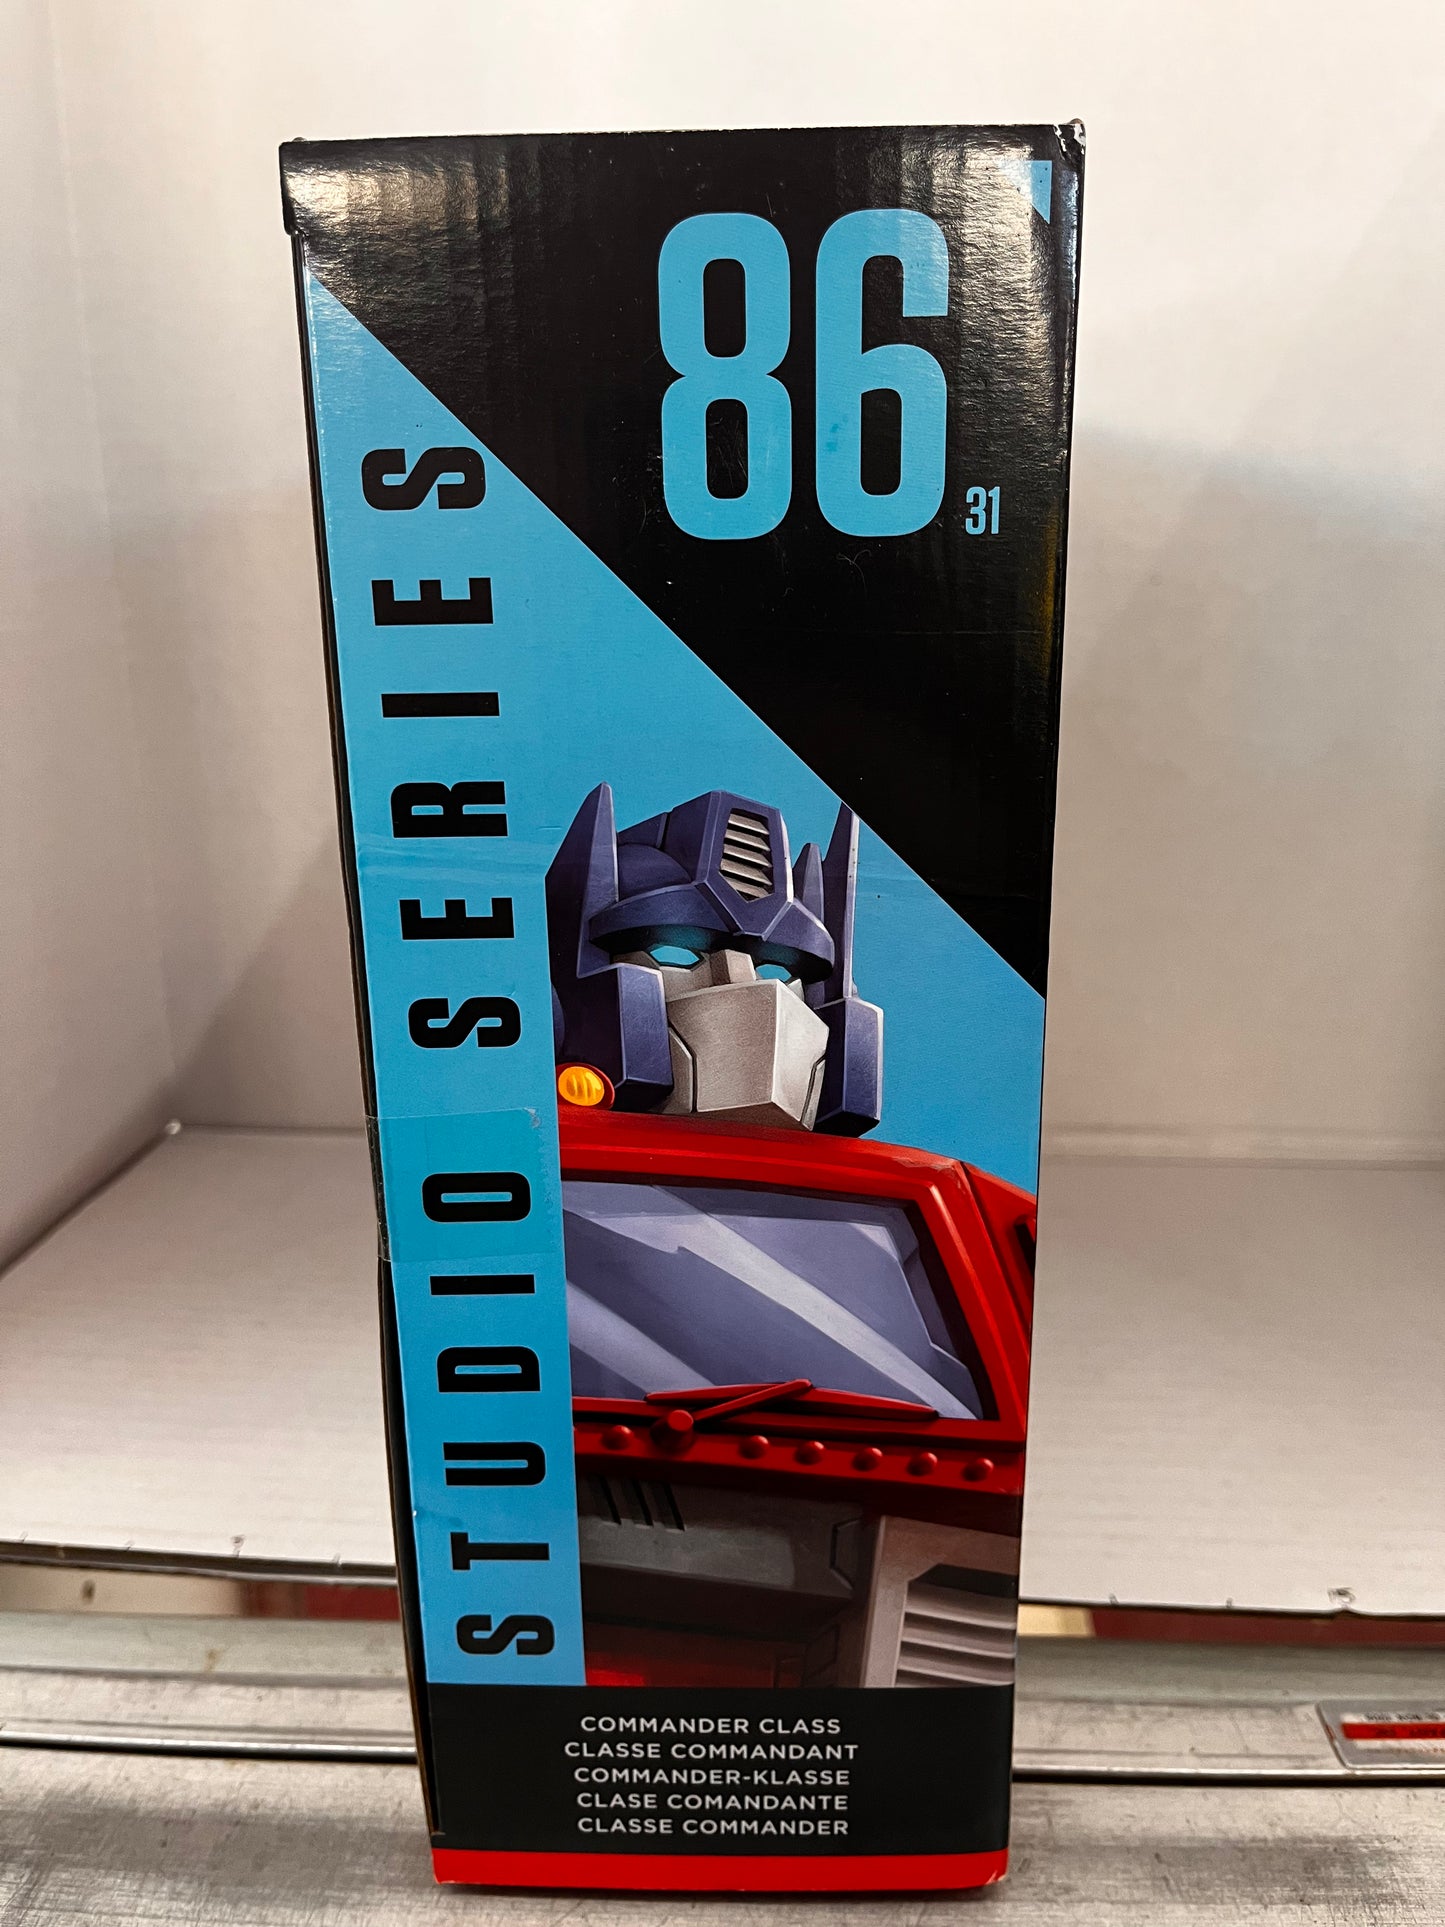 86
31
STUDIO SERIES
COMMANDER CLASS
CLASSE COMMANDANT
COMMANDER-KLASSE
CLASE COMANDANTE
CLASSE COMMANDER